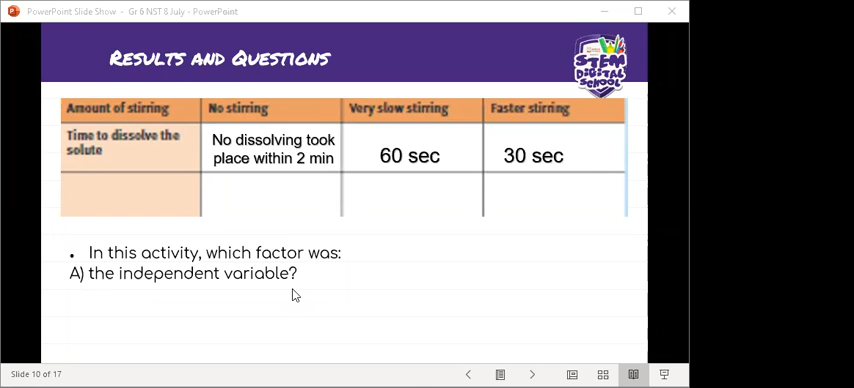 PowerPoint Slide Show - Gr 6 NST 8 July - PowerPoint
RESULTS AND QUESTIONS
STEM
DIGITAL
SCHOOL
Amount of stirring No stirring Very slow stirring Faster stirring
Time to dissolve the
solute
No dissolving took
place within 2 min
60 sec
30 sec
• In this activity, which factor was:
A) the independent variable?
Slide 10 of 17